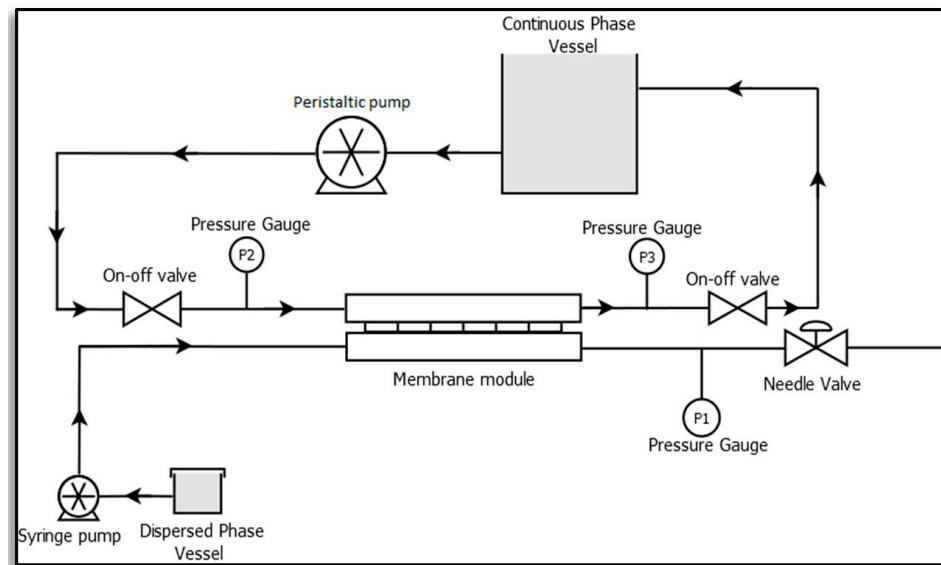 Continuous Phase
Vessel
Peristaltic pump
Pressure Gauge
P2
On-off valve
Pressure Gauge
P3
On-off valve
Membrane module
Needle Valve
P1
Pressure Gauge
Syringe pump
Dispersed Phase
Vessel